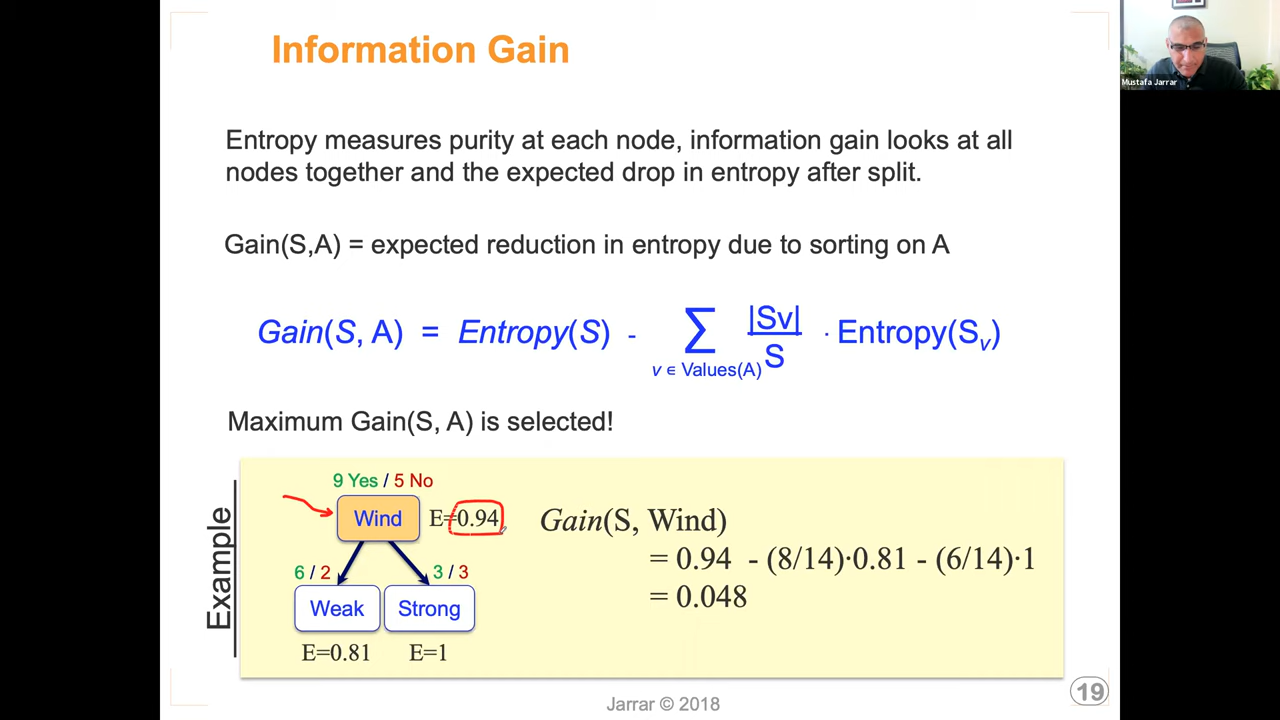 Information Gain
Mustafa Jarrar
Entropy measures purity at each node, information gain looks at all
nodes together and the expected drop in entropy after split.
Gain(S,A) = expected reduction in entropy due to sorting on A
Gain(S, A) = Entropy(S) - ∑ |Sv| / S · Entropy(Sv)
v ∈ Values(A)
Maximum Gain(S, A) is selected!
Example
9 Yes / 5 No
Wind E=0.94
6 / 2 3 / 3
Weak Strong
E=0.81 E=1
Gain(S, Wind)
= 0.94 - (8/14)·0.81 - (6/14)·1
= 0.048
Jarrar © 2018
19